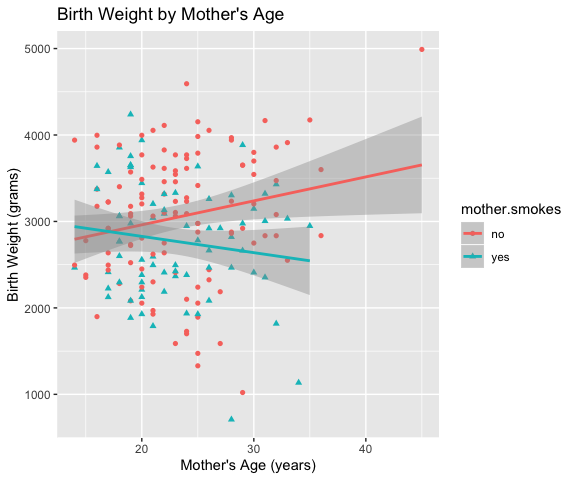 Birth Weight by Mother's Age
5000
4000
3000
2000
1000
Birth Weight (grams)
20
30
40
Mother's Age (years)
mother.smokes
no
yes